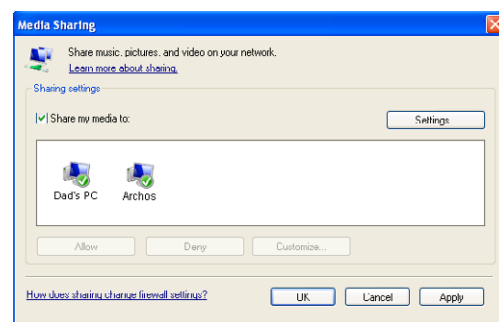 Media Sharing
Share music, pictures, and video on your network.
Learn more about sharing.
Sharing settings
Share my media to:
Settings
Dad's PC
Archos
Allow
Deny
Customize...
How does sharing change firewall settings?
OK
Cancel
Apply